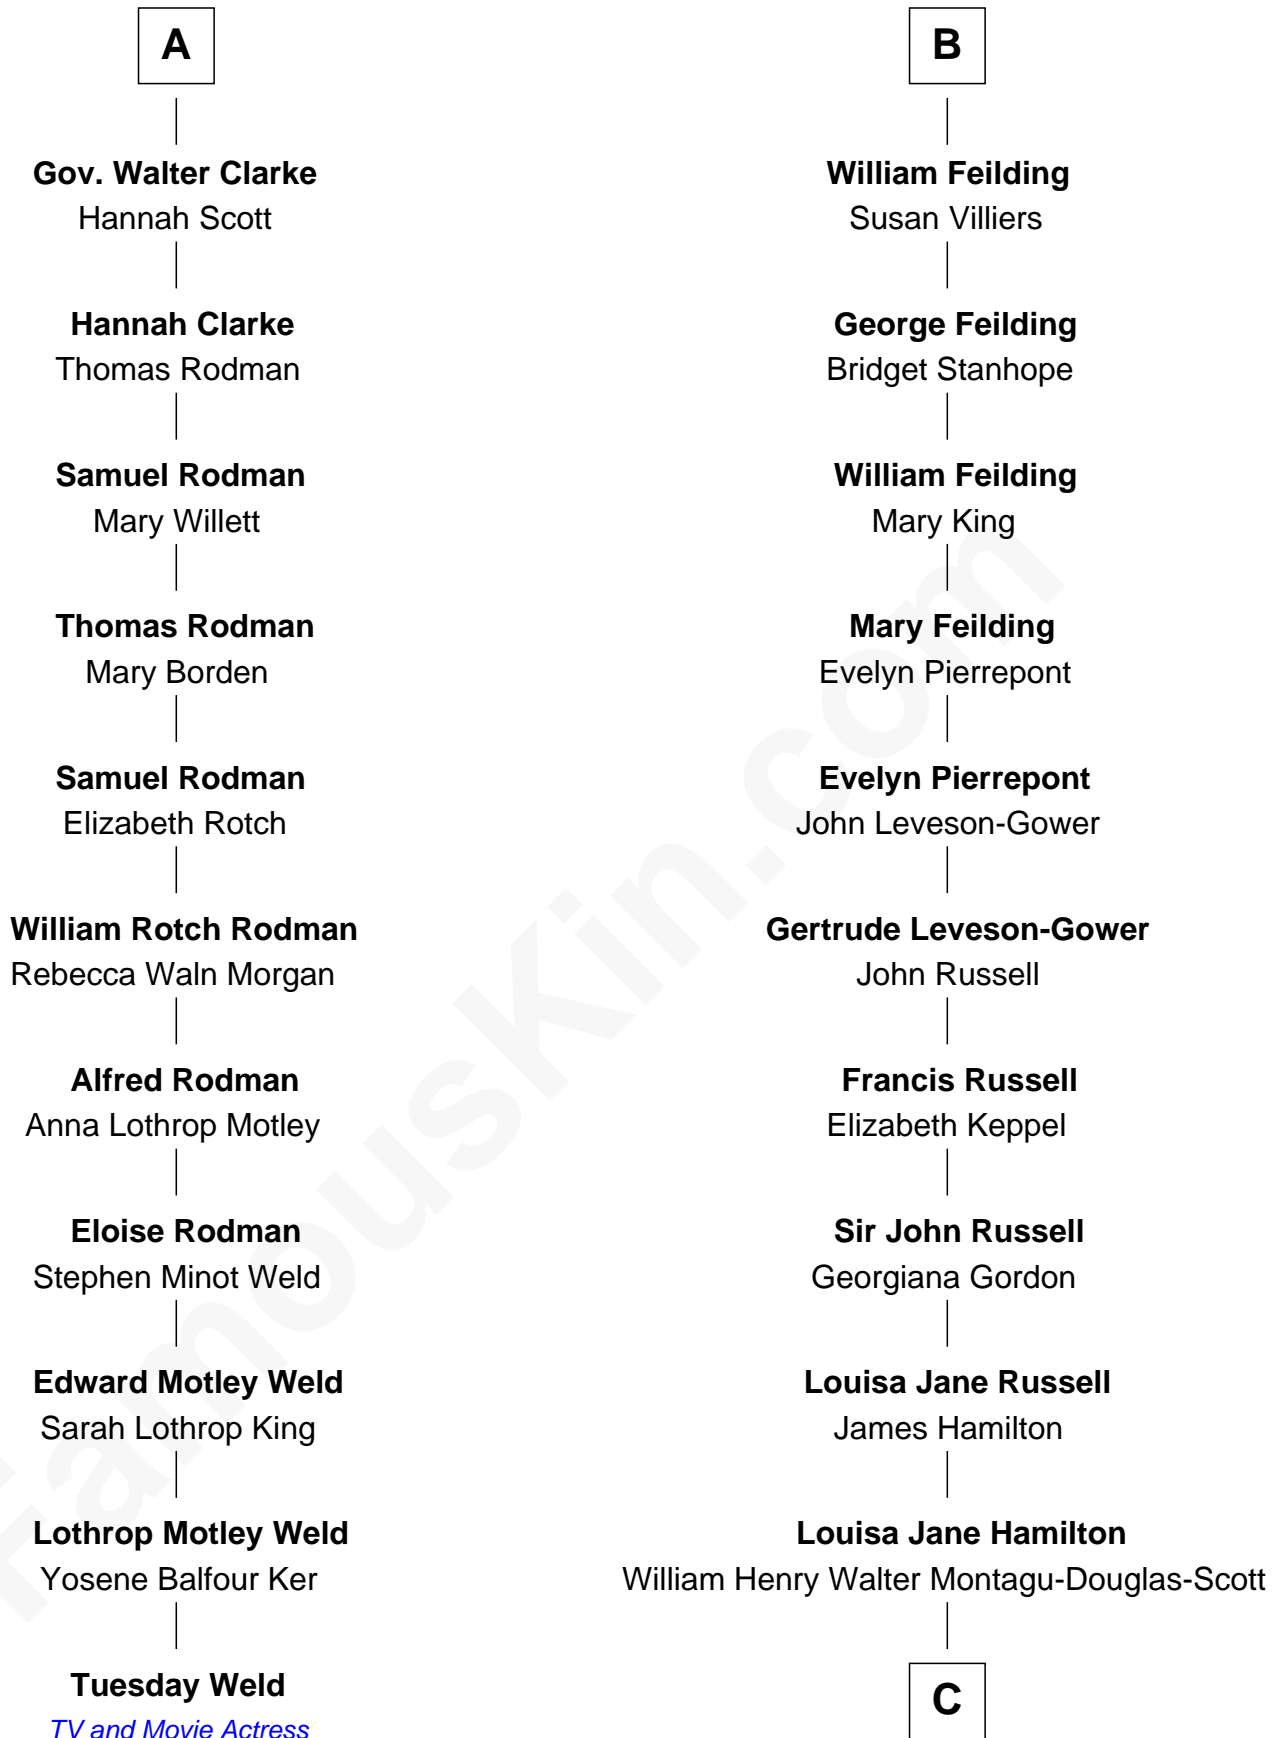 A
Gov. Walter Clarke
Hannah Scott
Hannah Clarke
Thomas Rodman
Samuel Rodman
Mary Willett
Thomas Rodman
Mary Borden
Samuel Rodman
Elizabeth Rotch
William Rotch Rodman
Rebecca Waln Morgan
Alfred Rodman
Anna Lothrop Motley
Eloise Rodman
Stephen Minot Weld
Edward Motley Weld
Sarah Lothrop King
Lothrop Motley Weld
Yosene Balfour Ker
Tuesday Weld
TV and Movie Actress
B
William Feilding
Susan Villiers
George Feilding
Bridget Stanhope
William Feilding
Mary King
Mary Feilding
Evelyn Pierrepont
Evelyn Pierrepont
John Leveson-Gower
Gertrude Leveson-Gower
John Russell
Francis Russell
Elizabeth Keppel
Sir John Russell
Georgiana Gordon
Louisa Jane Russell
James Hamilton
Louisa Jane Hamilton
William Henry Walter Montagu-Douglas-Scott
C
FamousKin.com